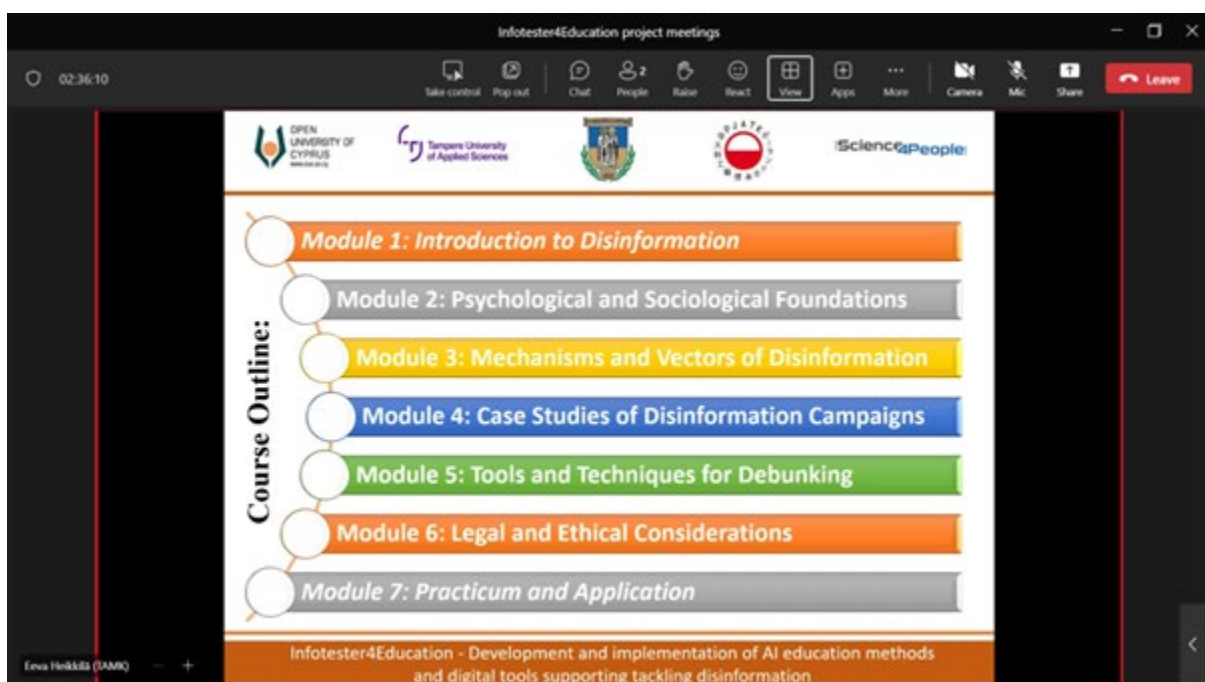 Infotester4Education project meetings
02:36:10
Take control
Pop out
Chat
People
2
Raise
React
View
Apps
More
Camera
Mic
Share
Leave
OPEN
UNIVERSITY OF
CYPRUS
Tampere University
of Applied Sciences
PJATK
Science4People
Course Outline:
Module 1: Introduction to Disinformation
Module 2: Psychological and Sociological Foundations
Module 3: Mechanisms and Vectors of Disinformation
Module 4: Case Studies of Disinformation Campaigns
Module 5: Tools and Techniques for Debunking
Module 6: Legal and Ethical Considerations
Module 7: Practicum and Application
Infotester4Education - Development and implementation of AI education methods
and digital tools supporting tackling disinformation
Eeva Heikkilä (TAMK)